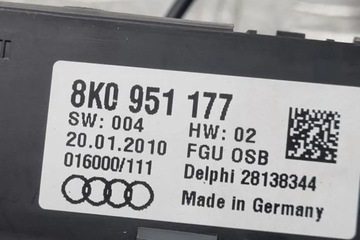 8K0 951 177
SW: 004 HW: 02
20.01.2010 FGU OSB
016000/111 Delphi 28138344
Made in Germany